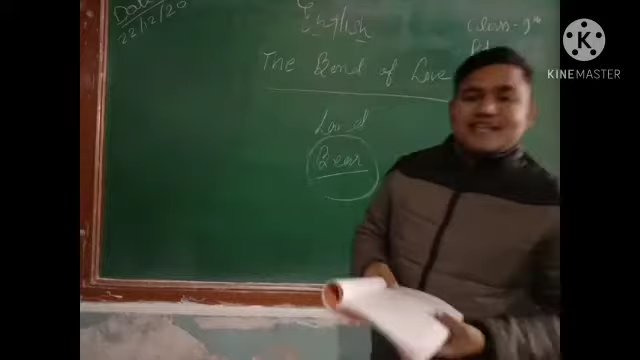 Date
22/12/20
English
Class - 9th
The Bond of Love
Bear
KINEMASTER